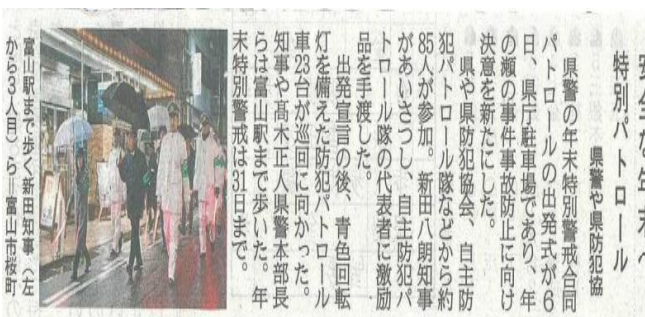 安全な年末へ
特別パトロール
県警や県防犯協
県警の年末特別警戒合同
パトロールの出発式が6
日、県庁駐車場であり、年
の瀬の事件事故防止に向け
決意を新たにした。
県や県防犯協会、自主防
犯パトロール隊などから約
85人が参加。新田八朗知事
があいさつし、自主防犯パ
トロール隊の代表者に激励
品を手渡した。
出発宣言の後、青色回転
灯を備えた防犯パトロール
車23台が巡回に向かった。
知事や髙木正人県警本部長
らは富山駅まで歩いた。年
末特別警戒は31日まで。
富山駅まで歩く新田知事（左
から3人目）ら＝富山市桜町